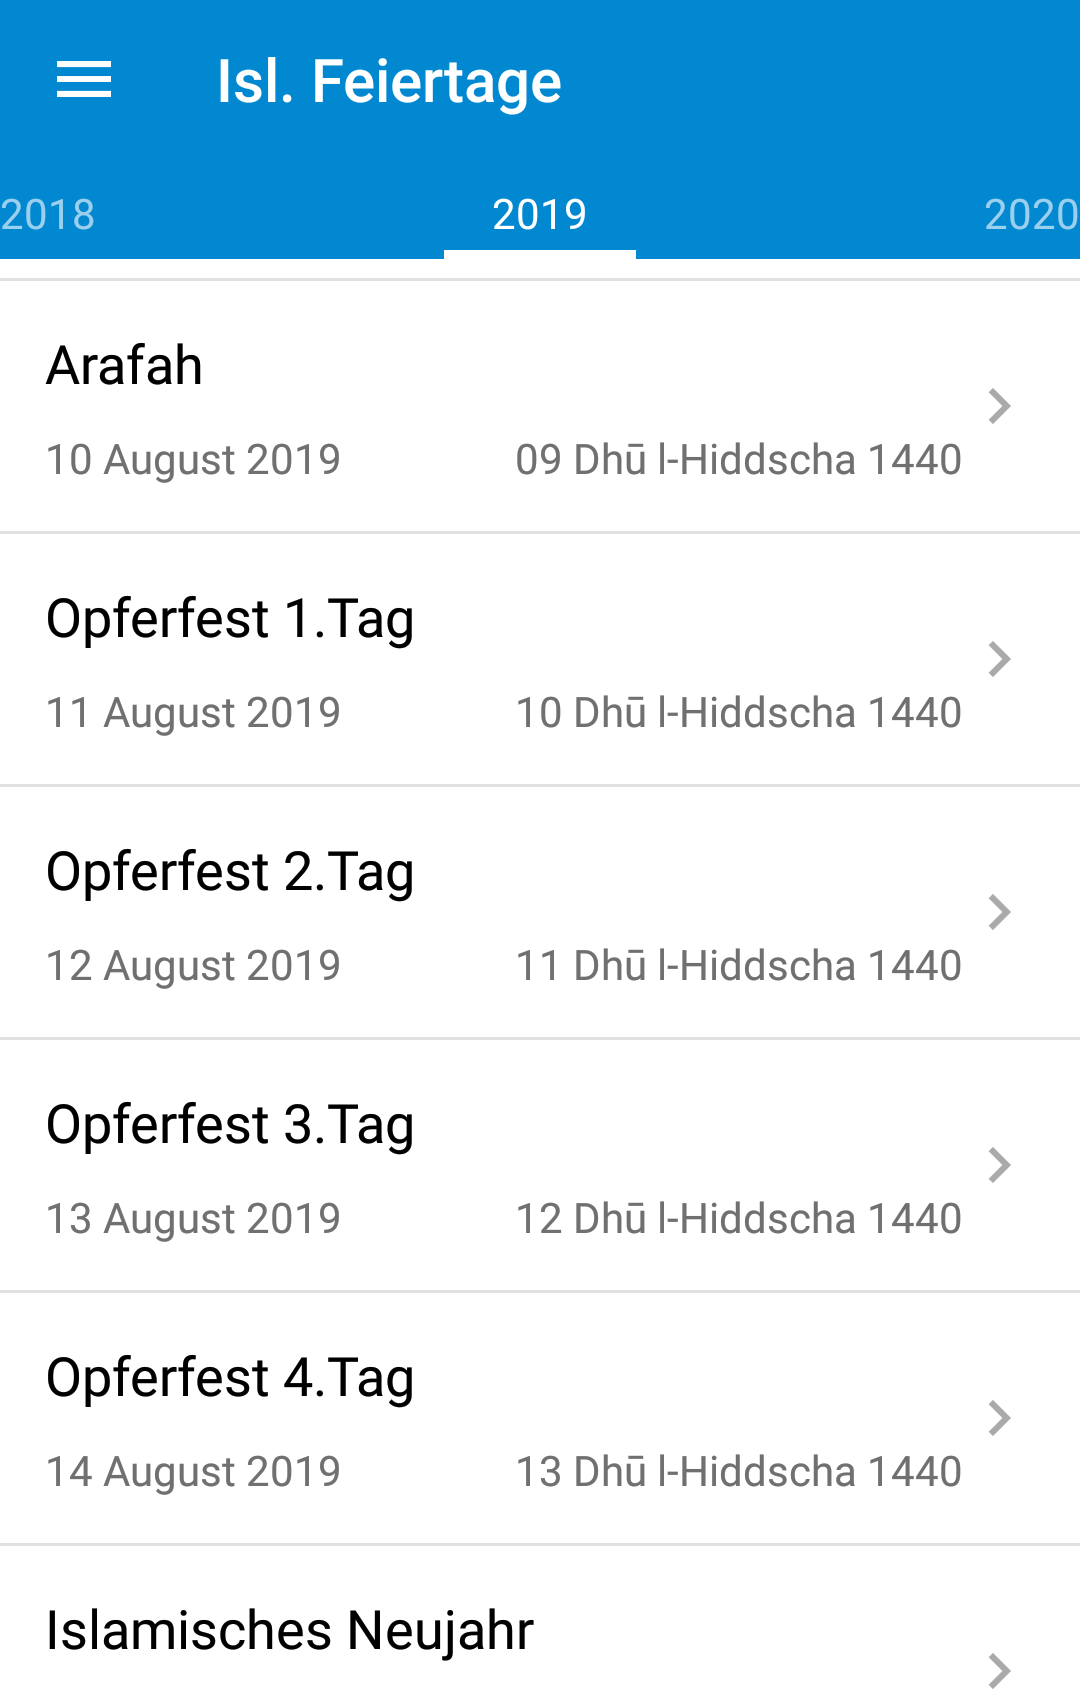 Isl. Feiertage
2018 2019 2020
Arafah
10 August 2019 09 Dhū l-Hiddscha 1440
Opferfest 1.Tag
11 August 2019 10 Dhū l-Hiddscha 1440
Opferfest 2.Tag
12 August 2019 11 Dhū l-Hiddscha 1440
Opferfest 3.Tag
13 August 2019 12 Dhū l-Hiddscha 1440
Opferfest 4.Tag
14 August 2019 13 Dhū l-Hiddscha 1440
Islamisches Neujahr